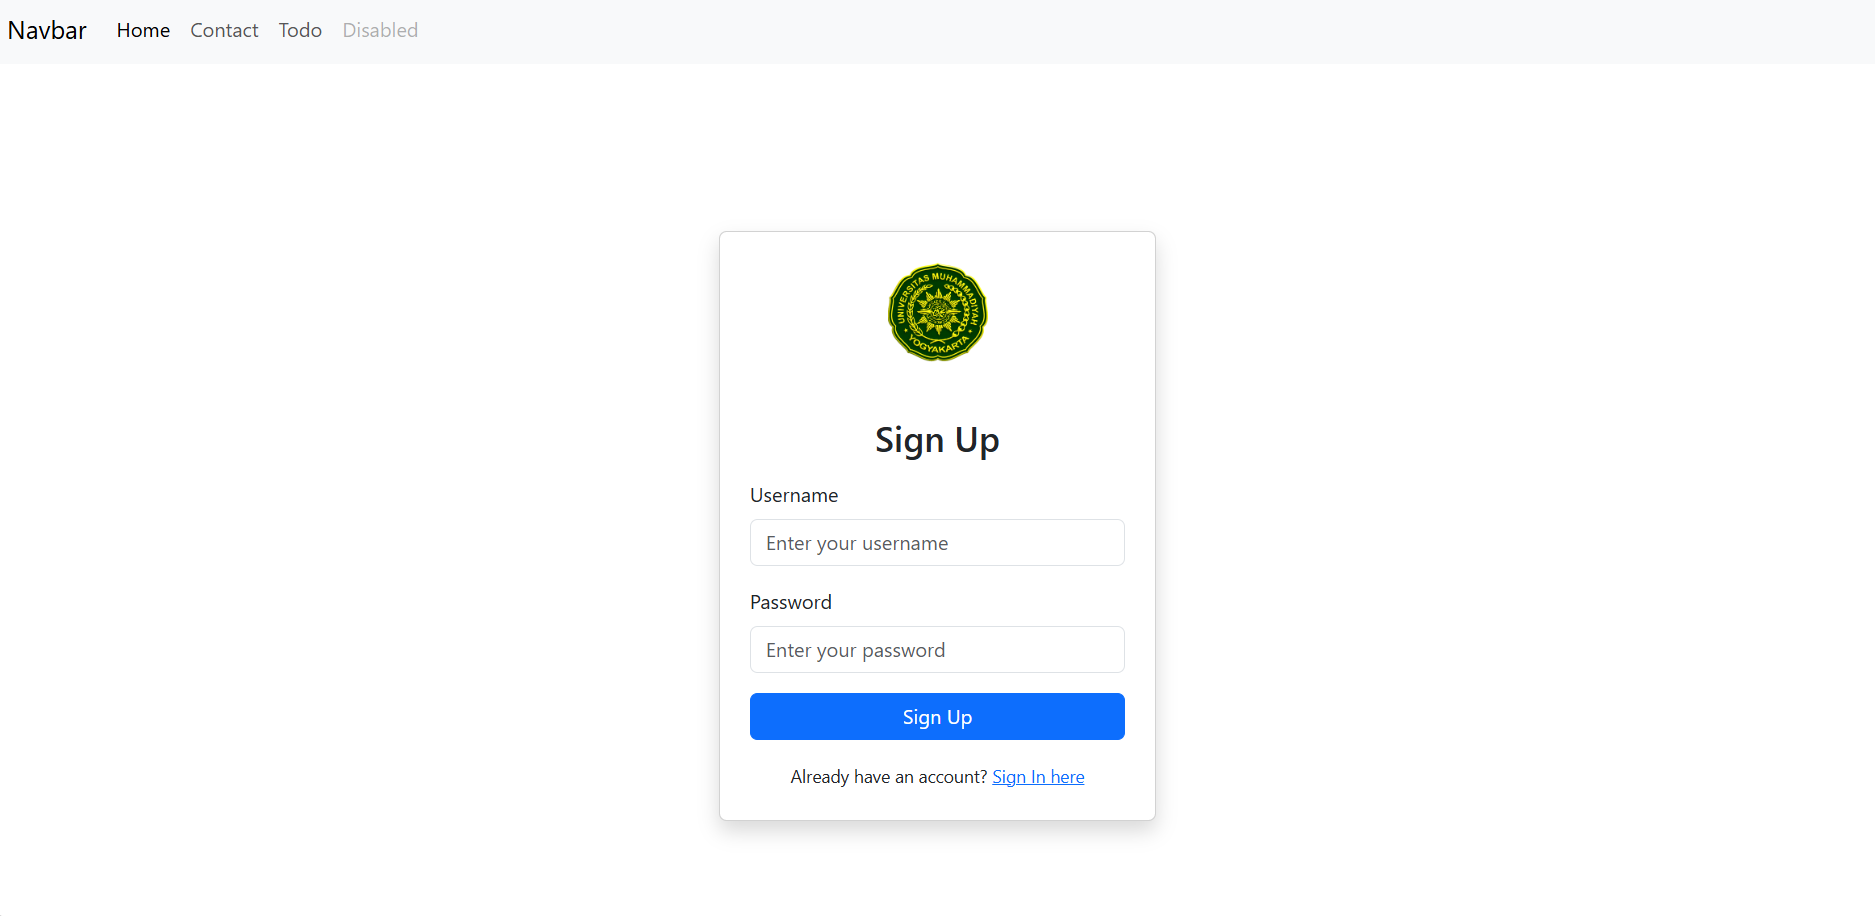 Navbar Home Contact Todo Disabled
UNIVERSITAS MUHAMMADIYAH
YOGYAKARTA
Sign Up
Username
Enter your username
Password
Enter your password
Sign Up
Already have an account? Sign In here